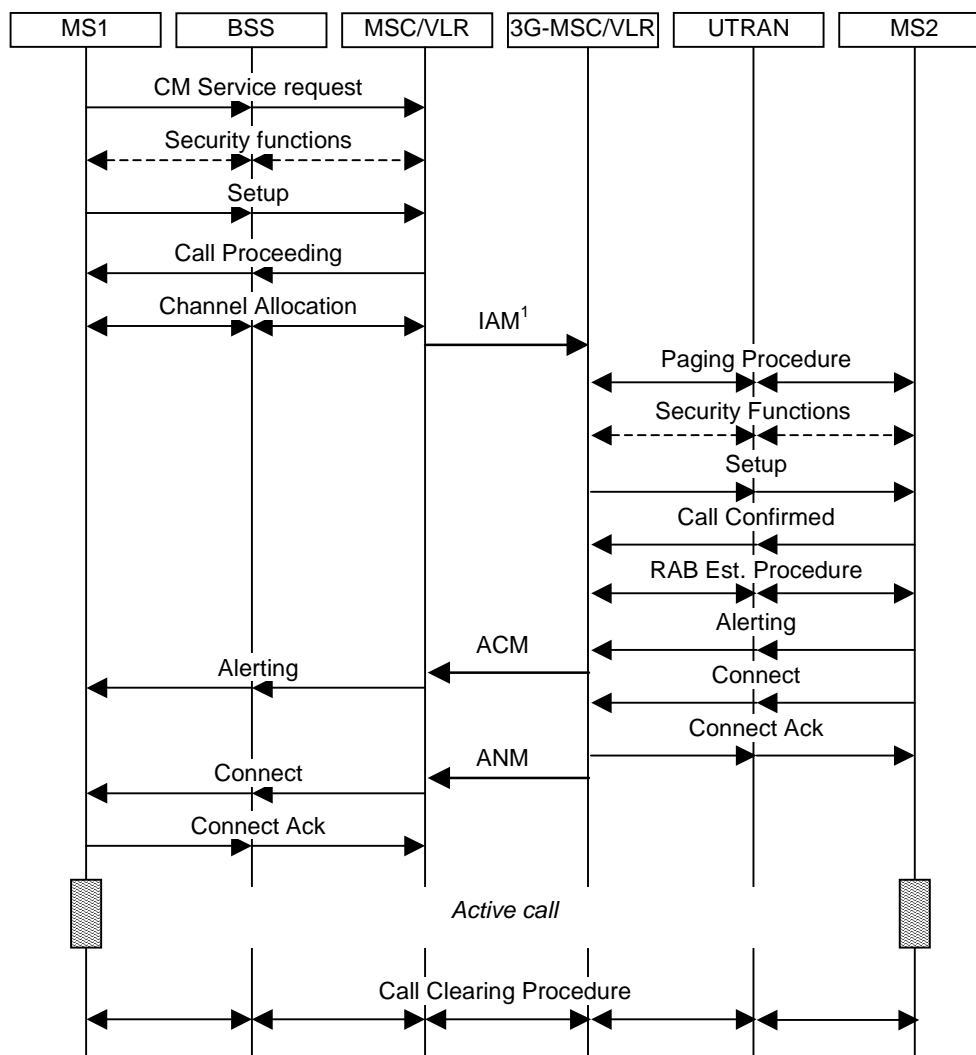 MS1
BSS
MSC/VLR
3G-MSC/VLR
UTRAN
MS2
CM Service request
Security functions
Setup
Call Proceeding
Channel Allocation
IAM¹
Paging Procedure
Security Functions
Setup
Call Confirmed
RAB Est. Procedure
Alerting
ACM
Alerting
Connect
Connect Ack
ANM
Connect
Connect Ack
Active call
Call Clearing Procedure